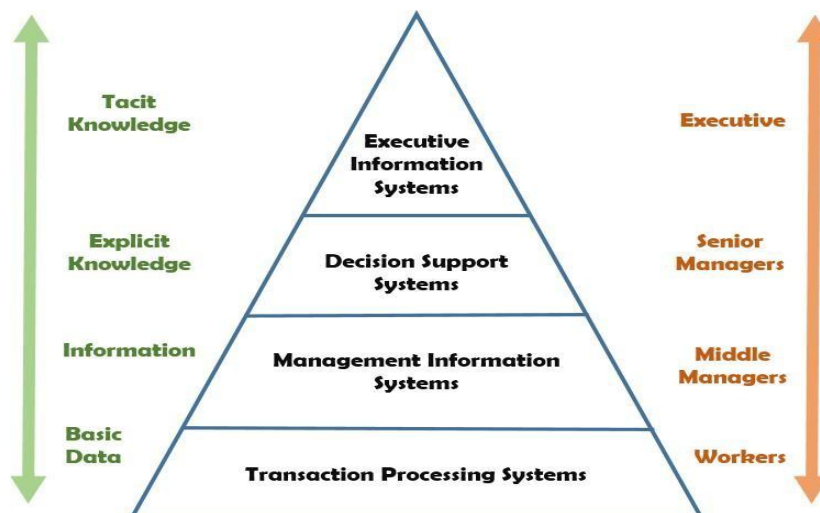 Tacit
Knowledge
Executive
Information
Systems
Executive
Explicit
Knowledge
Decision Support
Systems
Senior
Managers
Information
Management Information
Systems
Middle
Managers
Basic
Data
Transaction Processing Systems
Workers